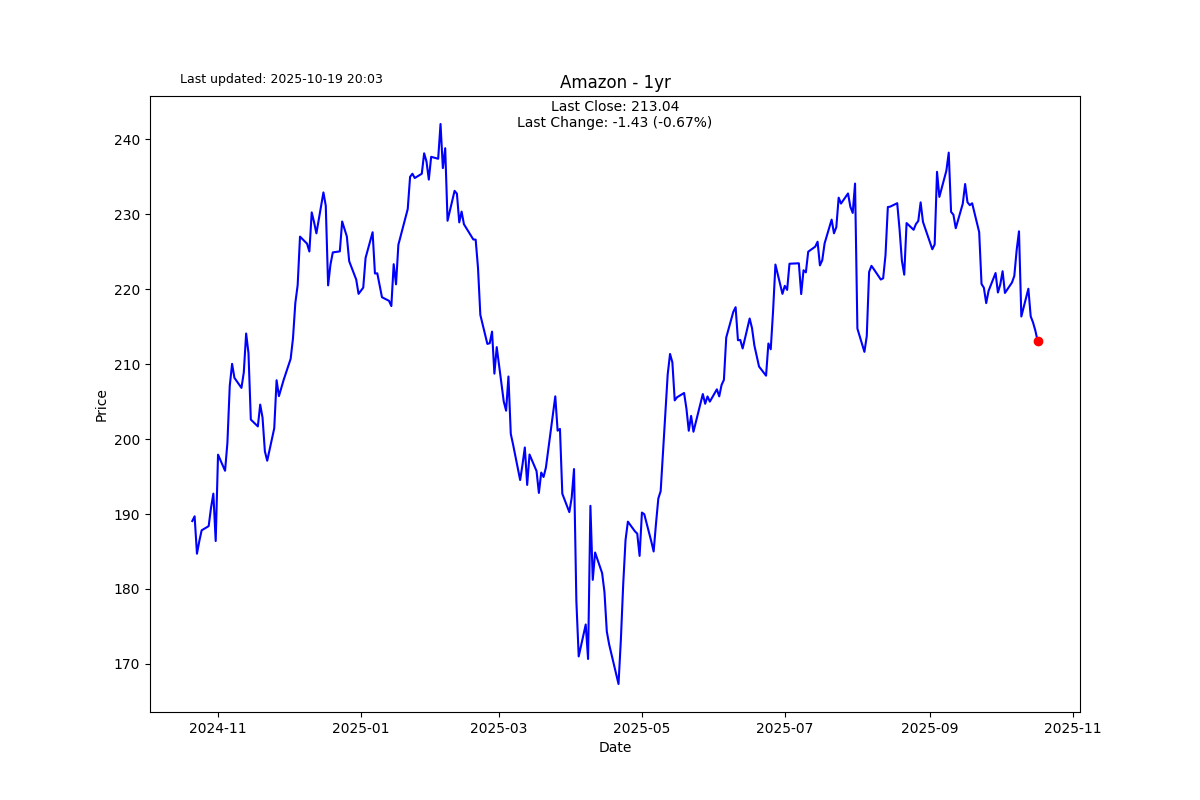 Last updated: 2025-10-19 20:03
Amazon - 1yr
Last Close: 213.04
Last Change: -1.43 (-0.67%)
Price
240
230
220
210
200
190
180
170
2024-11
2025-01
2025-03
2025-05
2025-07
2025-09
2025-11
Date